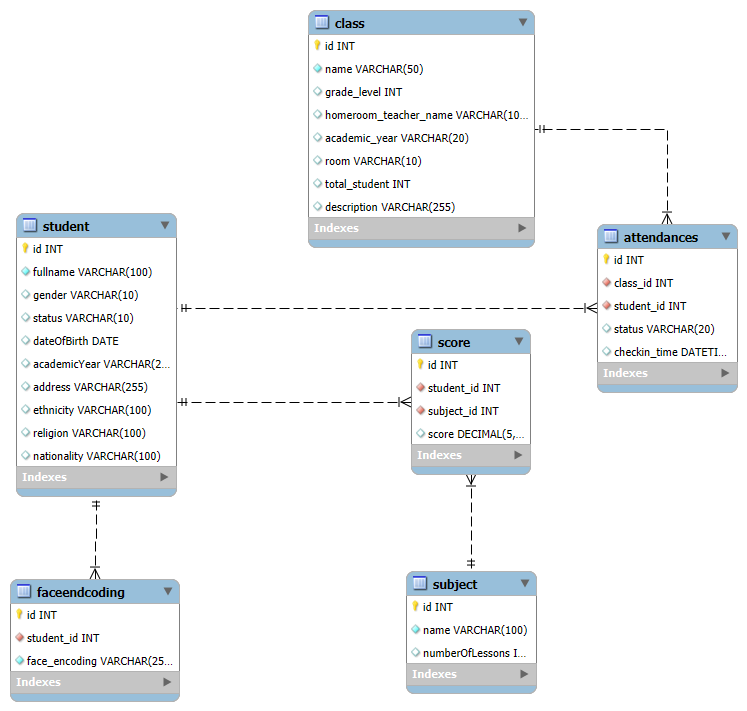 class
id INT
name VARCHAR(50)
grade_level INT
homeroom_teacher_name VARCHAR(10...
academic_year VARCHAR(20)
room VARCHAR(10)
total_student INT
description VARCHAR(255)
Indexes
student
id INT
fullname VARCHAR(100)
gender VARCHAR(10)
status VARCHAR(10)
dateOfBirth DATE
academicYear VARCHAR(2...
address VARCHAR(255)
ethnicity VARCHAR(100)
religion VARCHAR(100)
nationality VARCHAR(100)
Indexes
attendances
id INT
class_id INT
student_id INT
status VARCHAR(20)
checkin_time DATETI...
Indexes
score
id INT
student_id INT
subject_id INT
score DECIMAL(5,...
Indexes
faceendcoding
id INT
student_id INT
face_encoding VARCHAR(25...
Indexes
subject
id INT
name VARCHAR(100)
numberOfLessons I...
Indexes